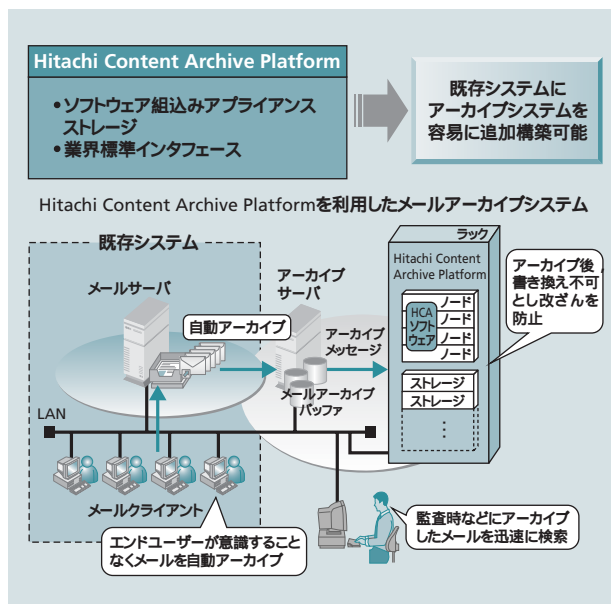 Hitachi Content Archive Platform
•ソフトウェア組込みアプライアンス
ストレージ
•業界標準インタフェース
既存システムに
アーカイブシステムを
容易に追加構築可能
Hitachi Content Archive Platformを利用したメールアーカイブシステム
既存システム
メールサーバ
自動アーカイブ
アーカイブ
サーバ
アーカイブ
メッセージ
メールアーカイブ
バッファ
ラック
Hitachi Content
Archive Platform
HCA
ソフト
ウェア
ノード
ノード
ノード
ノード
ストレージ
ストレージ
⋮
アーカイブ後,
書き換え不可
とし改ざんを
防止
LAN
メールクライアント
エンドユーザーが意識すること
なくメールを自動アーカイブ
監査時などにアーカイブ
したメールを迅速に検索